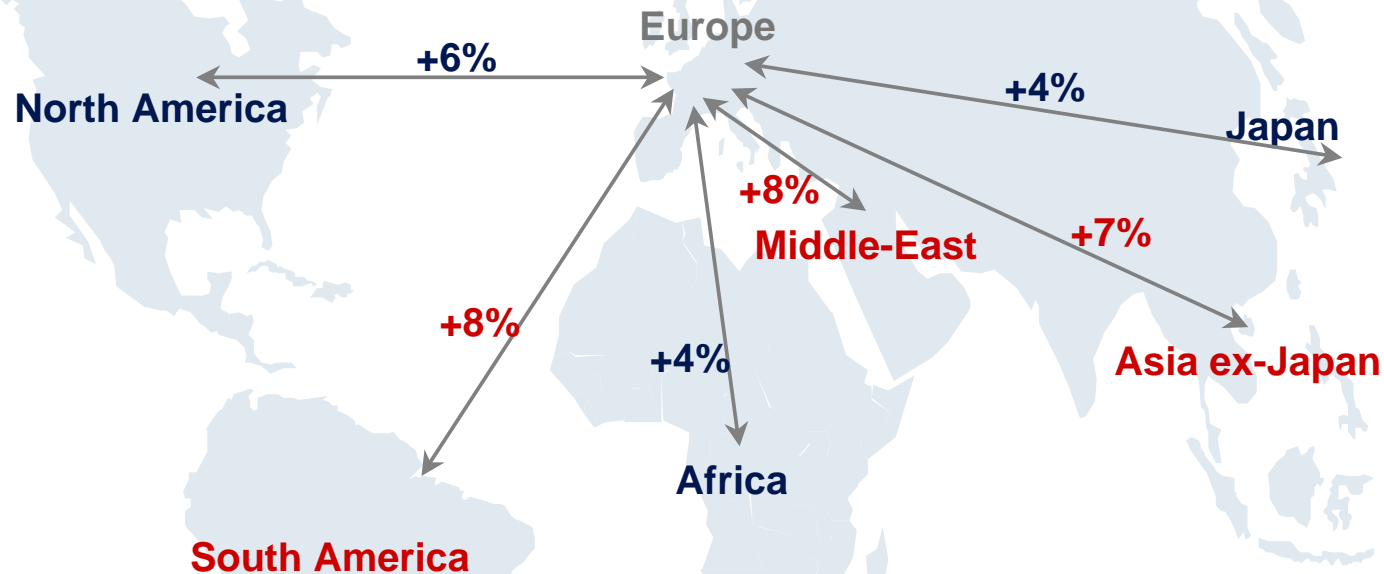 Europe
+6%
+4%
North America
Japan
+8%
+7%
Middle-East
+8%
+4%
Asia ex-Japan
Africa
South America